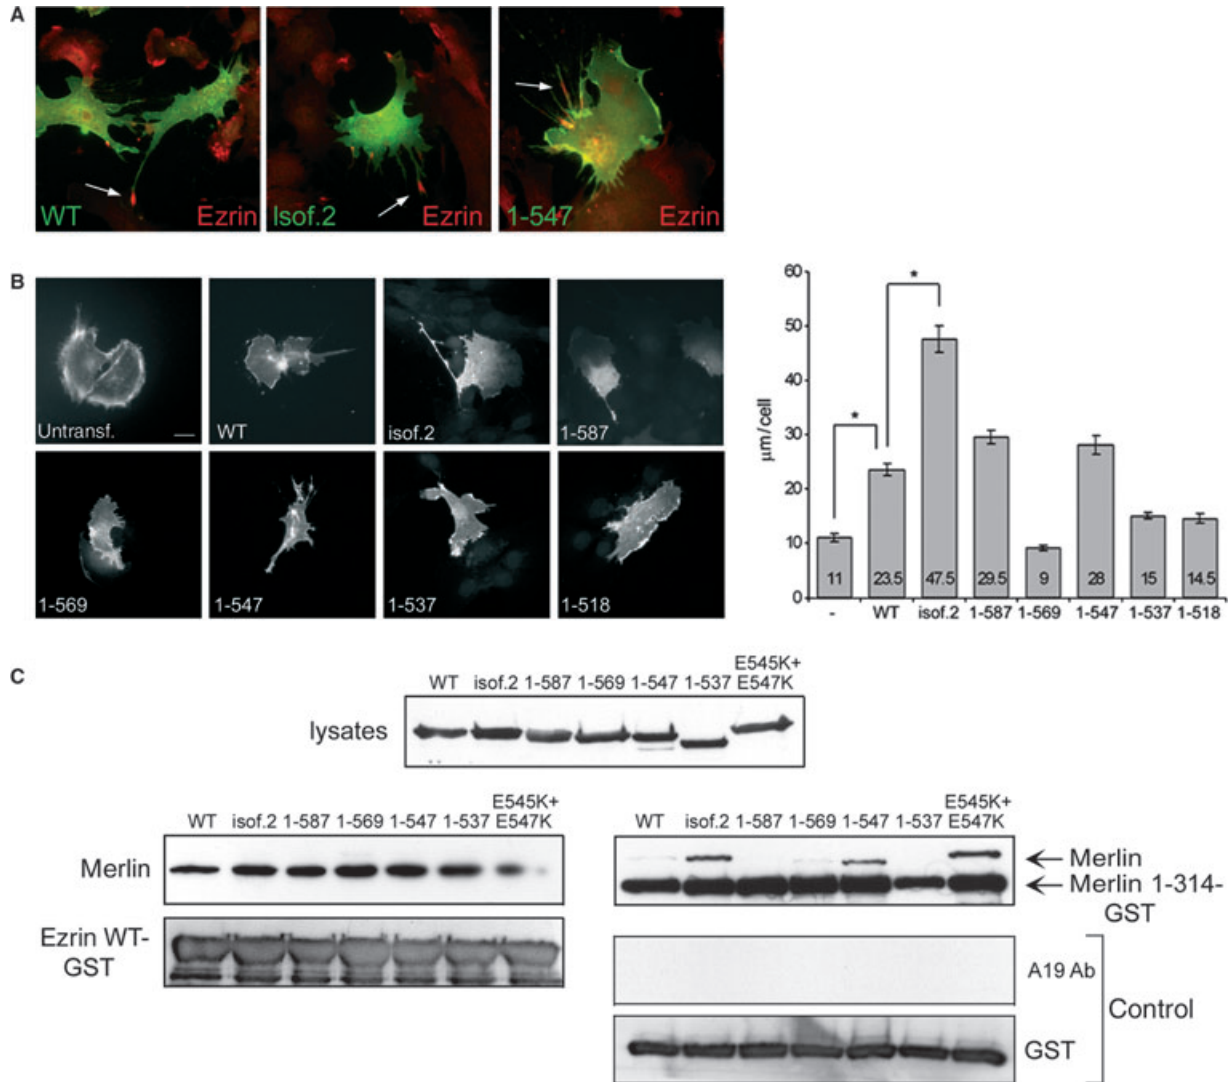 A
WT Ezrin
Isof.2 Ezrin
1-547 Ezrin
B
Untransf.
WT
isof.2
1-587
1-569
1-547
1-537
1-518
60
50
40
30
20
10
0
μm/cell
*
*
11 23.5 47.5 29.5 9 28 15 14.5
- WT isof.2 1-587 1-569 1-547 1-537 1-518
C
E545K+
WT isof.2 1-587 1-569 1-547 1-537 E547K
lysates
E545K+
WT isof.2 1-587 1-569 1-547 1-537 E547K
Merlin
Ezrin WT-
GST
E545K+
WT isof.2 1-587 1-569 1-547 1-537 E547K
Merlin
Merlin 1-314-
GST
A19 Ab
Control
GST